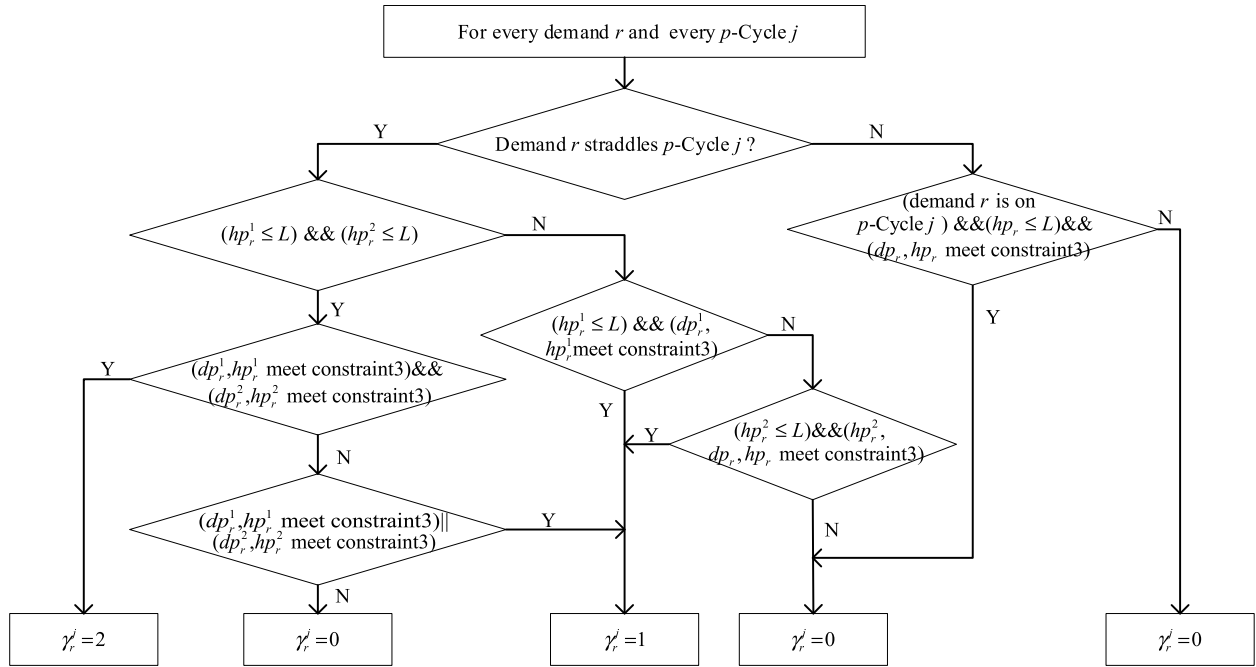 For every demand r and every p-Cycle j
Y
N
Demand r straddles p-Cycle j ?
(hp_r^1 ≤ L) && (hp_r^2 ≤ L)
N
(demand r is on
p-Cycle j ) &&(hp_r ≤ L)&&
(dp_r, hp_r meet constraint3)
N
Y
(hp_r^1 ≤ L) && (dp_r^1,
hp_r^1 meet constraint3)
N
Y
Y
(dp_r^1,hp_r^1 meet constraint3)&&
(dp_r^2,hp_r^2 meet constraint3)
Y
Y
(hp_r^2 ≤ L)&&(hp_r^2,
dp_r, hp_r meet constraint3)
N
(dp_r^1,hp_r^1 meet constraint3)||
(dp_r^2,hp_r^2 meet constraint3)
Y
N
N
γ_r^j=2
γ_r^j=0
γ_r^j=1
γ_r^j=0
γ_r^j=0